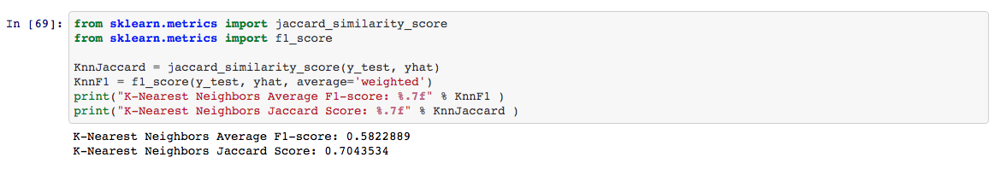 In [69]: from sklearn.metrics import jaccard_similarity_score
from sklearn.metrics import f1_score
KnnJaccard = jaccard_similarity_score(y_test, yhat)
KnnF1 = f1_score(y_test, yhat, average='weighted')
print("K-Nearest Neighbors Average F1-score: %.7f" % KnnF1 )
print("K-Nearest Neighbors Jaccard Score: %.7f" % KnnJaccard )
K-Nearest Neighbors Average F1-score: 0.5822889
K-Nearest Neighbors Jaccard Score: 0.7043534